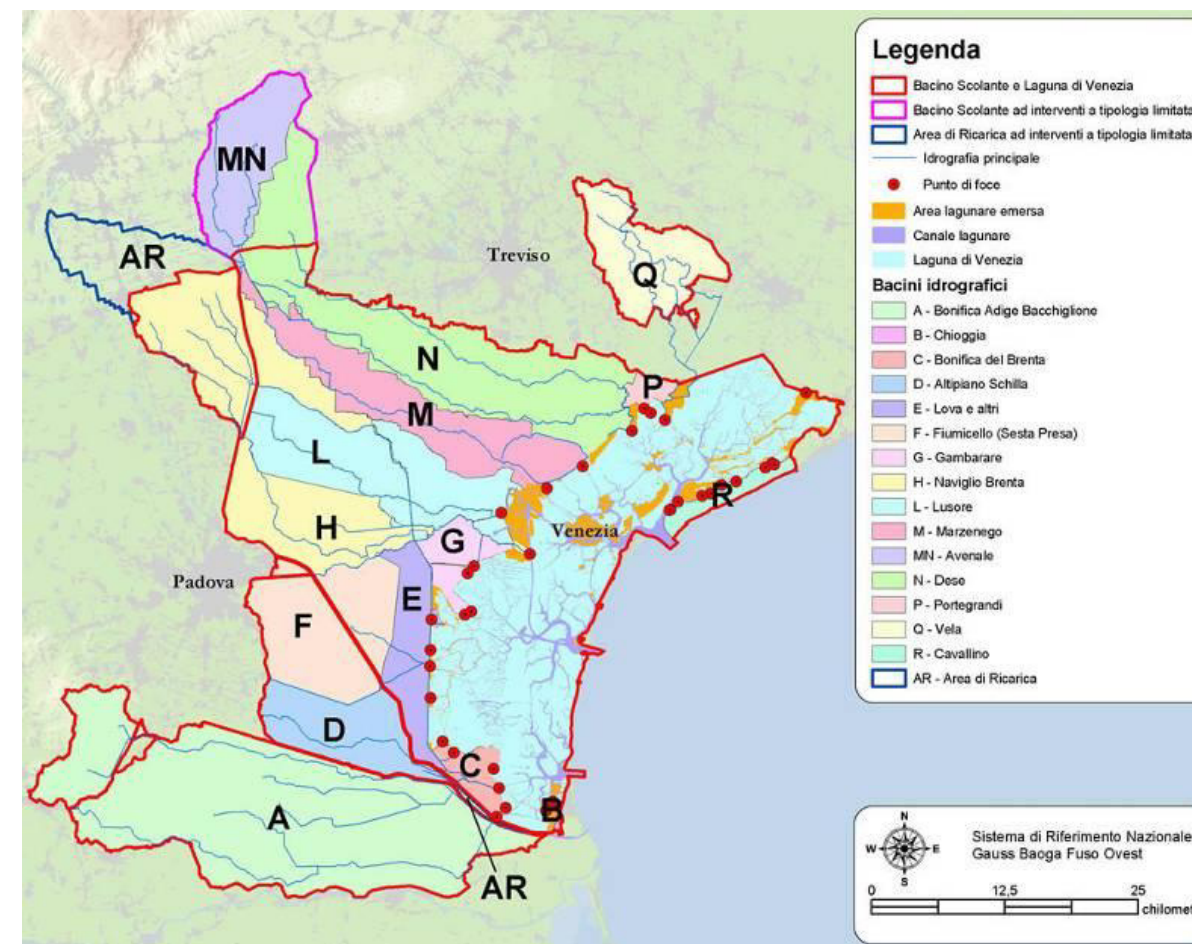 Legenda
Bacino Scolante e Laguna di Venezia
Bacino Scolante ad interventi a tipologia limitata
Area di Ricarica ad interventi a tipologia limitata
Idrografia principale
Punto di foce
Area lagunare emersa
Canale lagunare
Laguna di Venezia
Bacini idrografici
A - Bonifica Adige Bacchiglione
B - Chioggia
C - Bonifica del Brenta
D - Altipiano Schilla
E - Lova e altri
F - Fiumicello (Sesta Presa)
G - Gambarare
H - Naviglio Brenta
L - Lusore
M - Marzenego
MN - Avenale
N - Dese
P - Portegrandi
Q - Vela
R - Cavallino
AR - Area di Ricarica
MN
AR
Treviso
Q
N
P
M
L
R
H
G
Venezia
Padova
E
F
D
C
B
A
AR
N
W
E
S
Sistema di Riferimento Nazionale
Gauss Baoga Fuso Ovest
0 12,5 25
chilomet